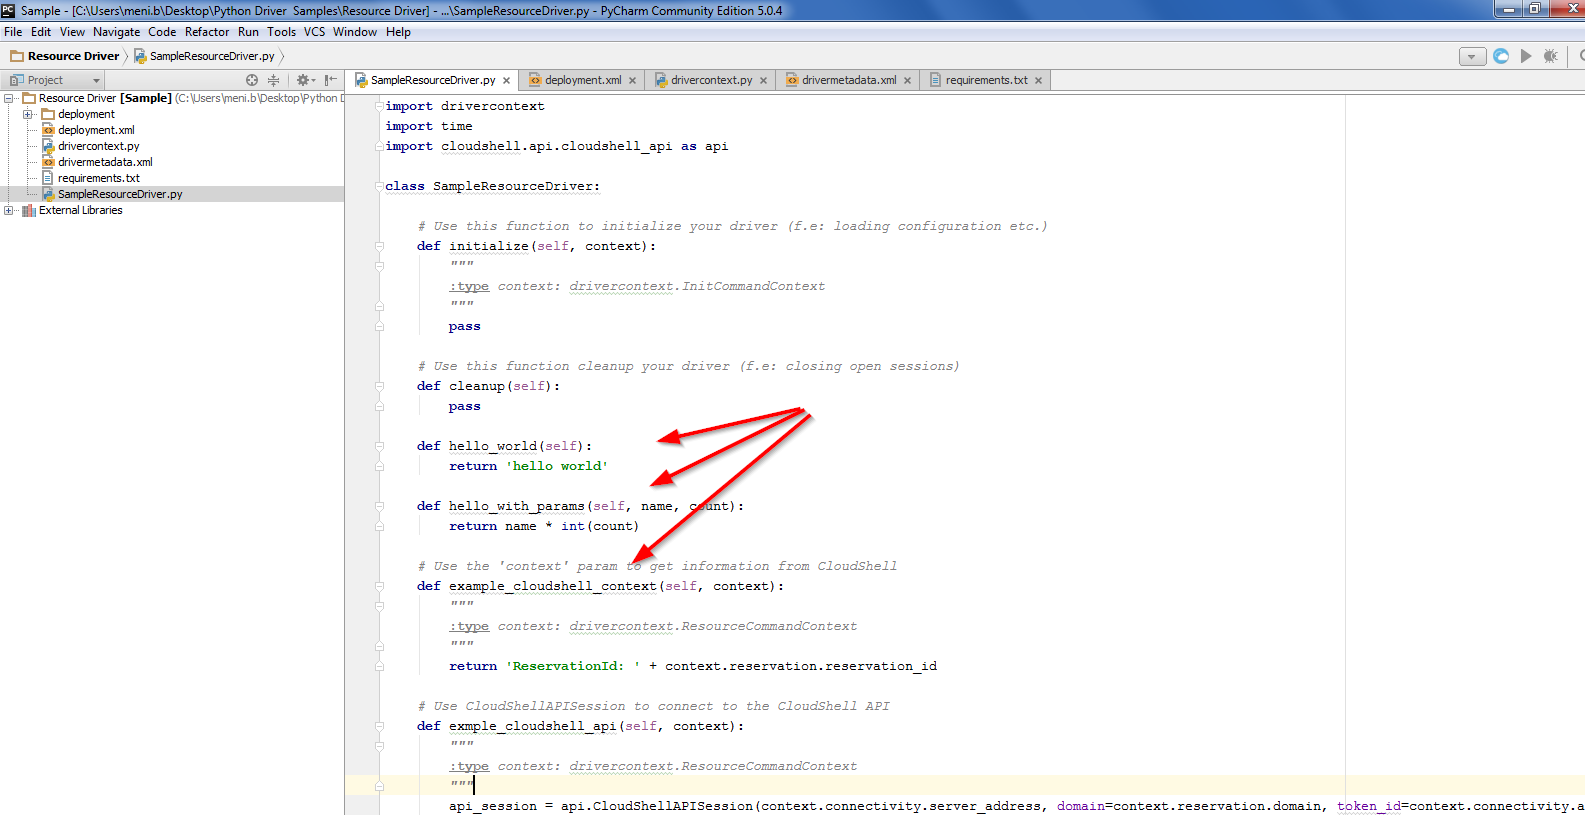 PC Sample - [C:\Users\meni.b\Desktop\Python Driver Samples\Resource Driver] - ...\SampleResourceDriver.py - PyCharm Community Edition 5.0.4
File Edit View Navigate Code Refactor Run Tools VCS Window Help
Resource Driver SampleResourceDriver.py
Project SampleResourceDriver.py deployment.xml drivercontext.py drivermetadata.xml requirements.txt
Resource Driver [Sample] (C:\Users\meni.b\Desktop\Python D
deployment
deployment.xml
drivercontext.py
drivermetadata.xml
requirements.txt
SampleResourceDriver.py
External Libraries
import drivercontext
import time
import cloudshell.api.cloudshell_api as api
class SampleResourceDriver:
# Use this function to initialize your driver (f.e: loading configuration etc.)
def initialize(self, context):
"""
:type context: drivercontext.InitCommandContext
"""
pass
# Use this function cleanup your driver (f.e: closing open sessions)
def cleanup(self):
pass
def hello_world(self):
return 'hello world'
def hello_with_params(self, name, count):
return name * int(count)
# Use the 'context' param to get information from CloudShell
def example_cloudshell_context(self, context):
"""
:type context: drivercontext.ResourceCommandContext
"""
return 'ReservationId: ' + context.reservation.reservation_id
# Use CloudShellAPISession to connect to the CloudShell API
def exmple_cloudshell_api(self, context):
"""
:type context: drivercontext.ResourceCommandContext
"""
api_session = api.CloudShellAPISession(context.connectivity.server_address, domain=context.reservation.domain, token_id=context.connectivity.a